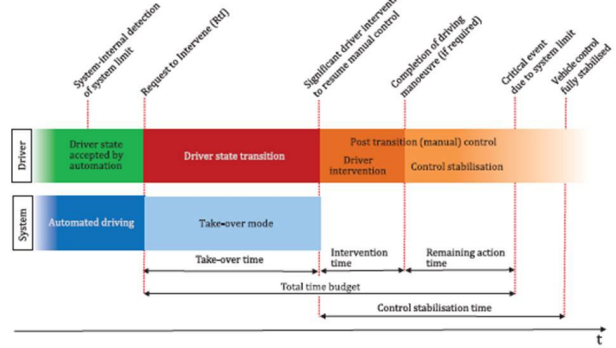 System-internal detection
of system limit
Request to Intervene (RtI)
Significant driver intervention
to resume manual control
Completion of driving
manoeuvre (if required)
Critical event
due to system limit
Vehicle control
fully stabilised
Driver
Driver state
accepted by
automation
Driver state transition
Post transition (manual) control
Driver
intervention
Control stabilisation
System
Automated driving
Take-over mode
Take-over time
Intervention
time
Remaining action
time
Total time budget
Control stabilisation time
t